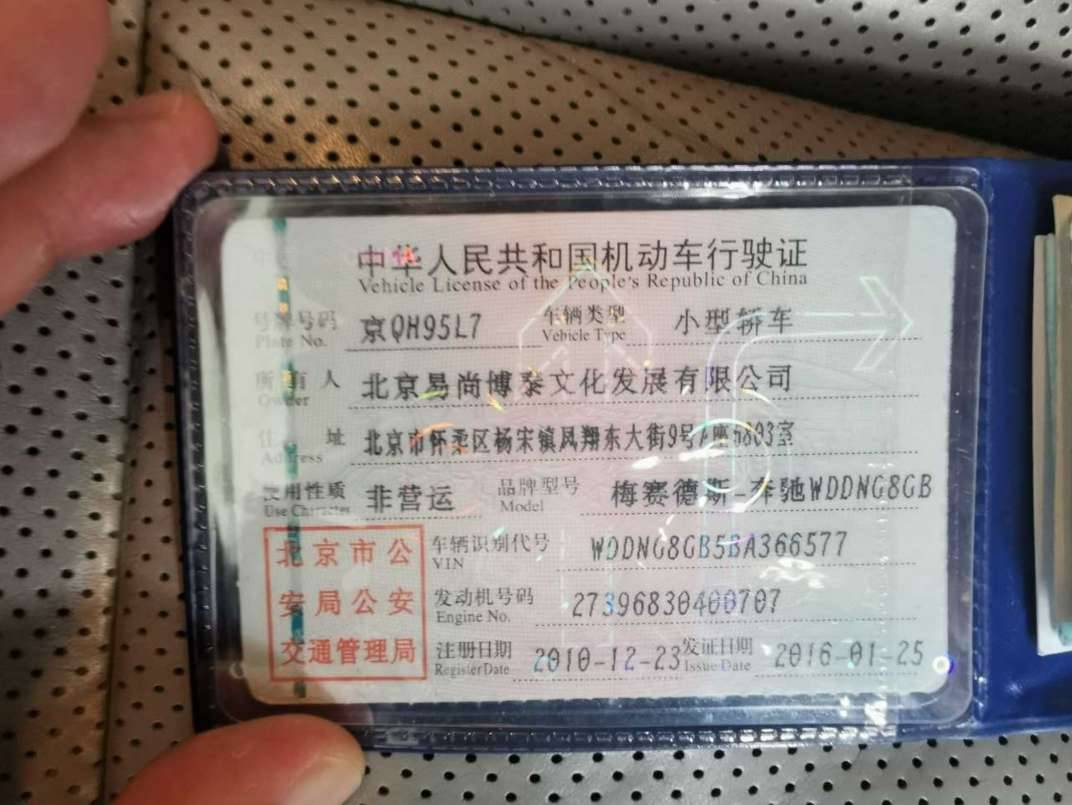 中华人民共和国机动车行驶证
Vehicle License of the People's Republic of China
号牌号码 京QH95L7 车辆类型 小型轿车
Plate No. Vehicle Type
所有人 北京易尚博泰文化发展有限公司
Owner
住址 北京市怀柔区杨宋镇凤翔东大街9号A座5803室
Address
使用性质 非营运 品牌型号 梅赛德斯-奔驰WDDNG8GB
Use Character Model
北京市公 车辆识别代号 WDDNG8GB5BA366577
VIN
安局公安 发动机号码 27396830400707
Engine No.
交通管理局 注册日期 2010-12-23 发证日期 2016-01-25
Register Date Issue Date